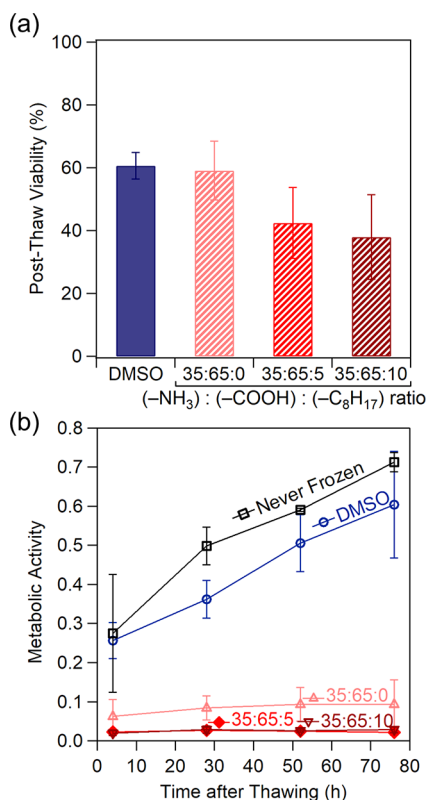 (a)
100
80
60
40
20
0
Post-Thaw Viability (%)
DMSO 35:65:0 35:65:5 35:65:10
(–NH₃) : (–COOH) : (–C₈H₁₇) ratio
(b)
0.8
0.7
0.6
0.5
0.4
0.3
0.2
0.1
0.0
Metabolic Activity
Never Frozen
DMSO
35:65:0
35:65:5 35:65:10
0 10 20 30 40 50 60 70 80
Time after Thawing (h)